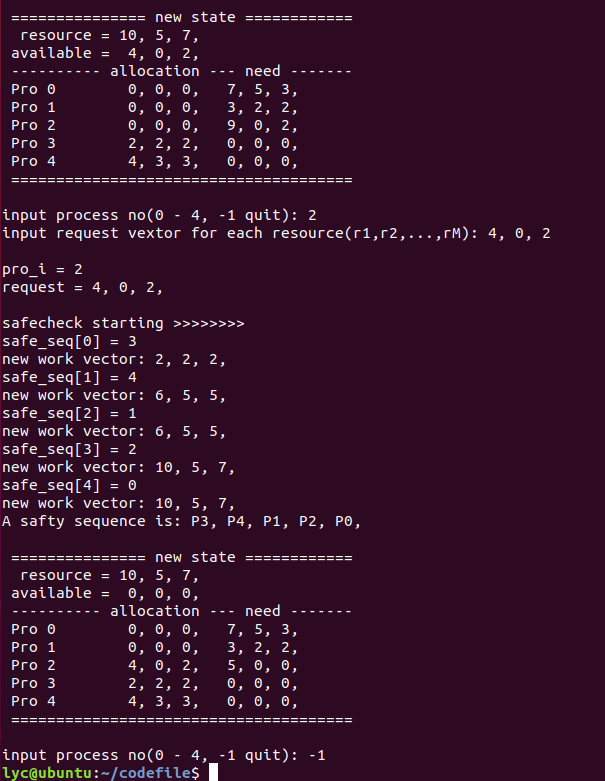 =============== new state ============
resource = 10, 5, 7,
available =  4, 0, 2,
---------- allocation --- need -------
Pro 0        0, 0, 0,   7, 5, 3,
Pro 1        0, 0, 0,   3, 2, 2,
Pro 2        0, 0, 0,   9, 0, 2,
Pro 3        2, 2, 2,   0, 0, 0,
Pro 4        4, 3, 3,   0, 0, 0,
======================================
input process no(0 - 4, -1 quit): 2
input request vextor for each resource(r1,r2,...,rM): 4, 0, 2
pro_i = 2
request = 4, 0, 2,
safecheck starting >>>>>>>>
safe_seq[0] = 3
new work vector: 2, 2, 2,
safe_seq[1] = 4
new work vector: 6, 5, 5,
safe_seq[2] = 1
new work vector: 6, 5, 5,
safe_seq[3] = 2
new work vector: 10, 5, 7,
safe_seq[4] = 0
new work vector: 10, 5, 7,
A safty sequence is: P3, P4, P1, P2, P0,
=============== new state ============
resource = 10, 5, 7,
available =  0, 0, 0,
---------- allocation --- need -------
Pro 0        0, 0, 0,   7, 5, 3,
Pro 1        0, 0, 0,   3, 2, 2,
Pro 2        4, 0, 2,   5, 0, 0,
Pro 3        2, 2, 2,   0, 0, 0,
Pro 4        4, 3, 3,   0, 0, 0,
======================================
input process no(0 - 4, -1 quit): -1
lyc@ubuntu:~/codefile$